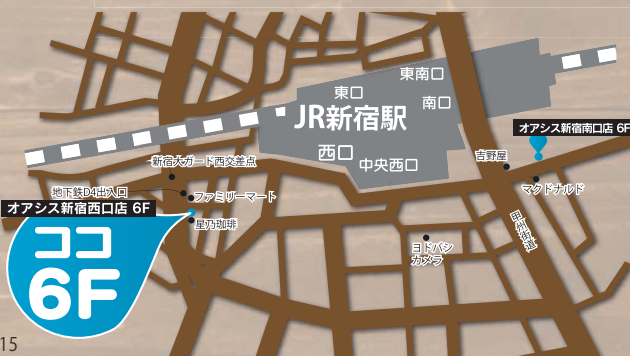 東南口
東口
南口
JR新宿駅
西口
中央西口
オアシス新宿南口店 6F
吉野屋
マクドナルド
甲州街道
新宿大ガード西交差点
地下鉄D4出入口
ファミリーマート
オアシス新宿西口店 6F
星乃珈琲
ココ
6F
ヨドバシ
カメラ
15